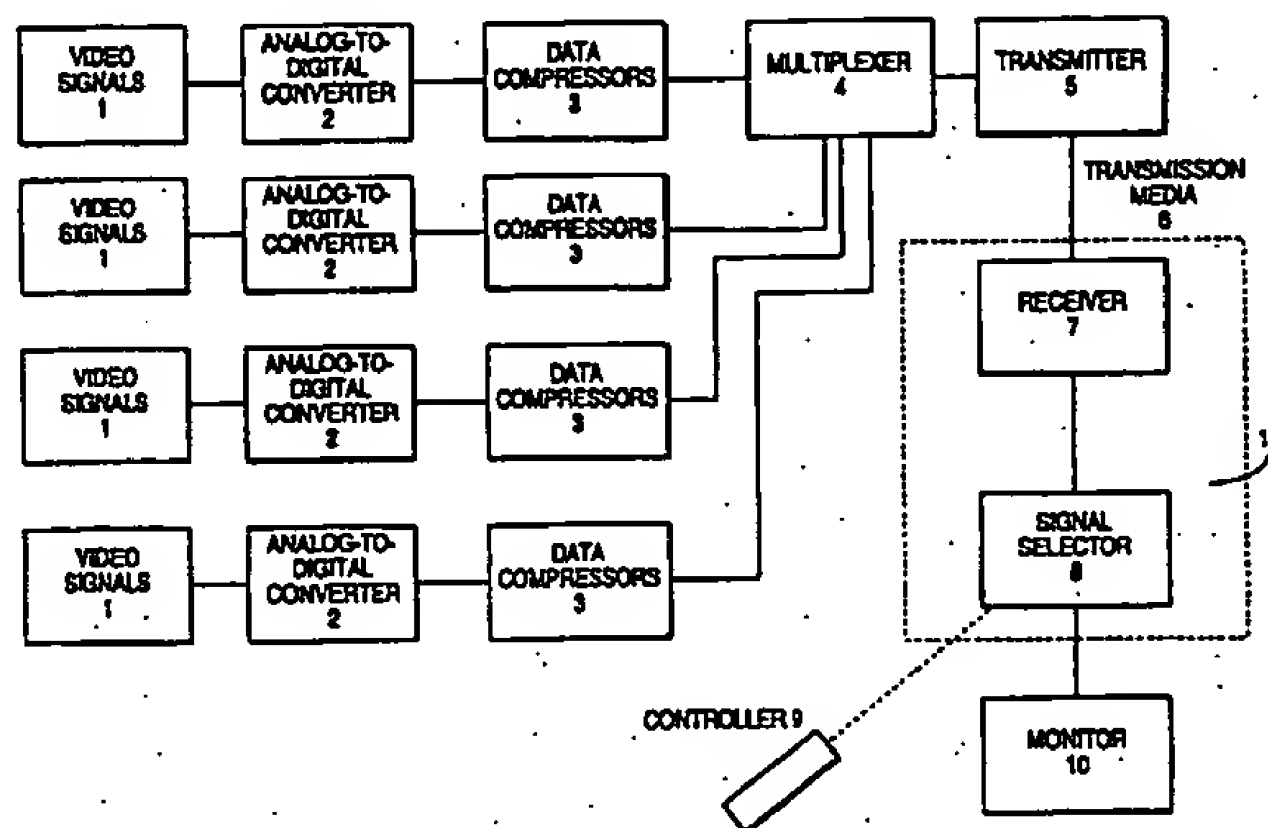 VIDEO
SIGNALS
1
ANALOG-TO-
DIGITAL
CONVERTER
2
DATA
COMPRESSORS
3
MULTIPLEXER
4
TRANSMITTER
5
VIDEO
SIGNALS
1
ANALOG-TO-
DIGITAL
CONVERTER
2
DATA
COMPRESSORS
3
TRANSMISSION
MEDIA
6
RECEIVER
7
VIDEO
SIGNALS
1
ANALOG-TO-
DIGITAL
CONVERTER
2
DATA
COMPRESSORS
3
VIDEO
SIGNALS
1
ANALOG-TO-
DIGITAL
CONVERTER
2
DATA
COMPRESSORS
3
SIGNAL
SELECTOR
8
CONTROLLER 9
MONITOR
10